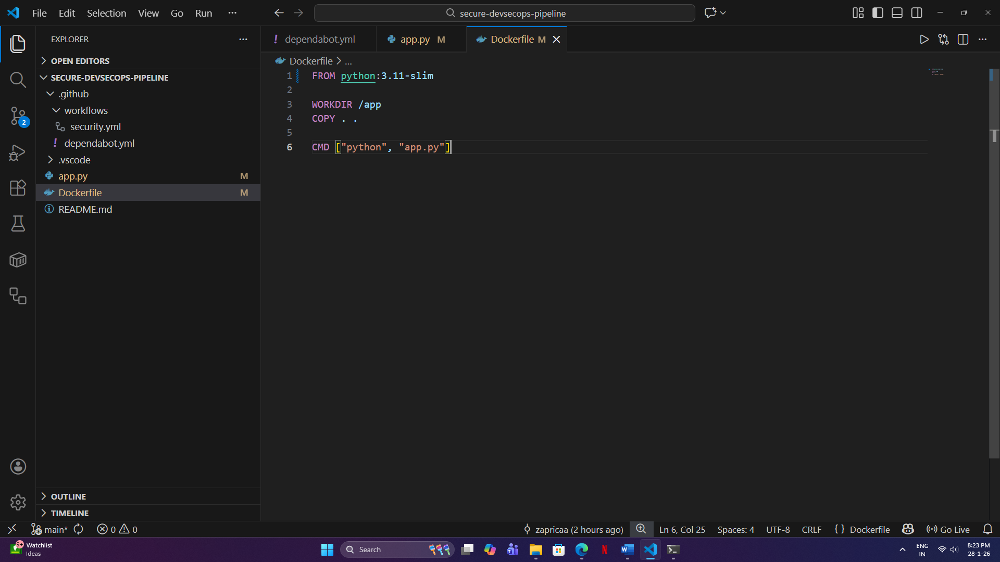 File Edit Selection View Go Run ···
secure-devsecops-pipeline
EXPLORER
OPEN EDITORS
SECURE-DEVSECOPS-PIPELINE
.github
workflows
security.yml
dependabot.yml
.vscode
app.py M
Dockerfile M
README.md
OUTLINE
TIMELINE
2
dependabot.yml
app.py M
Dockerfile M
Dockerfile > ...
1 FROM python:3.11-slim
2
3 WORKDIR /app
4 COPY . .
5
6 CMD ["python", "app.py"]
main* 0 0
zapricaa (2 hours ago)
Ln 6, Col 25
Spaces: 4
UTF-8
CRLF
{ } Dockerfile
Go Live
9+ Watchlist
Ideas
Search
ENG
IN
8:23 PM
28-1-26